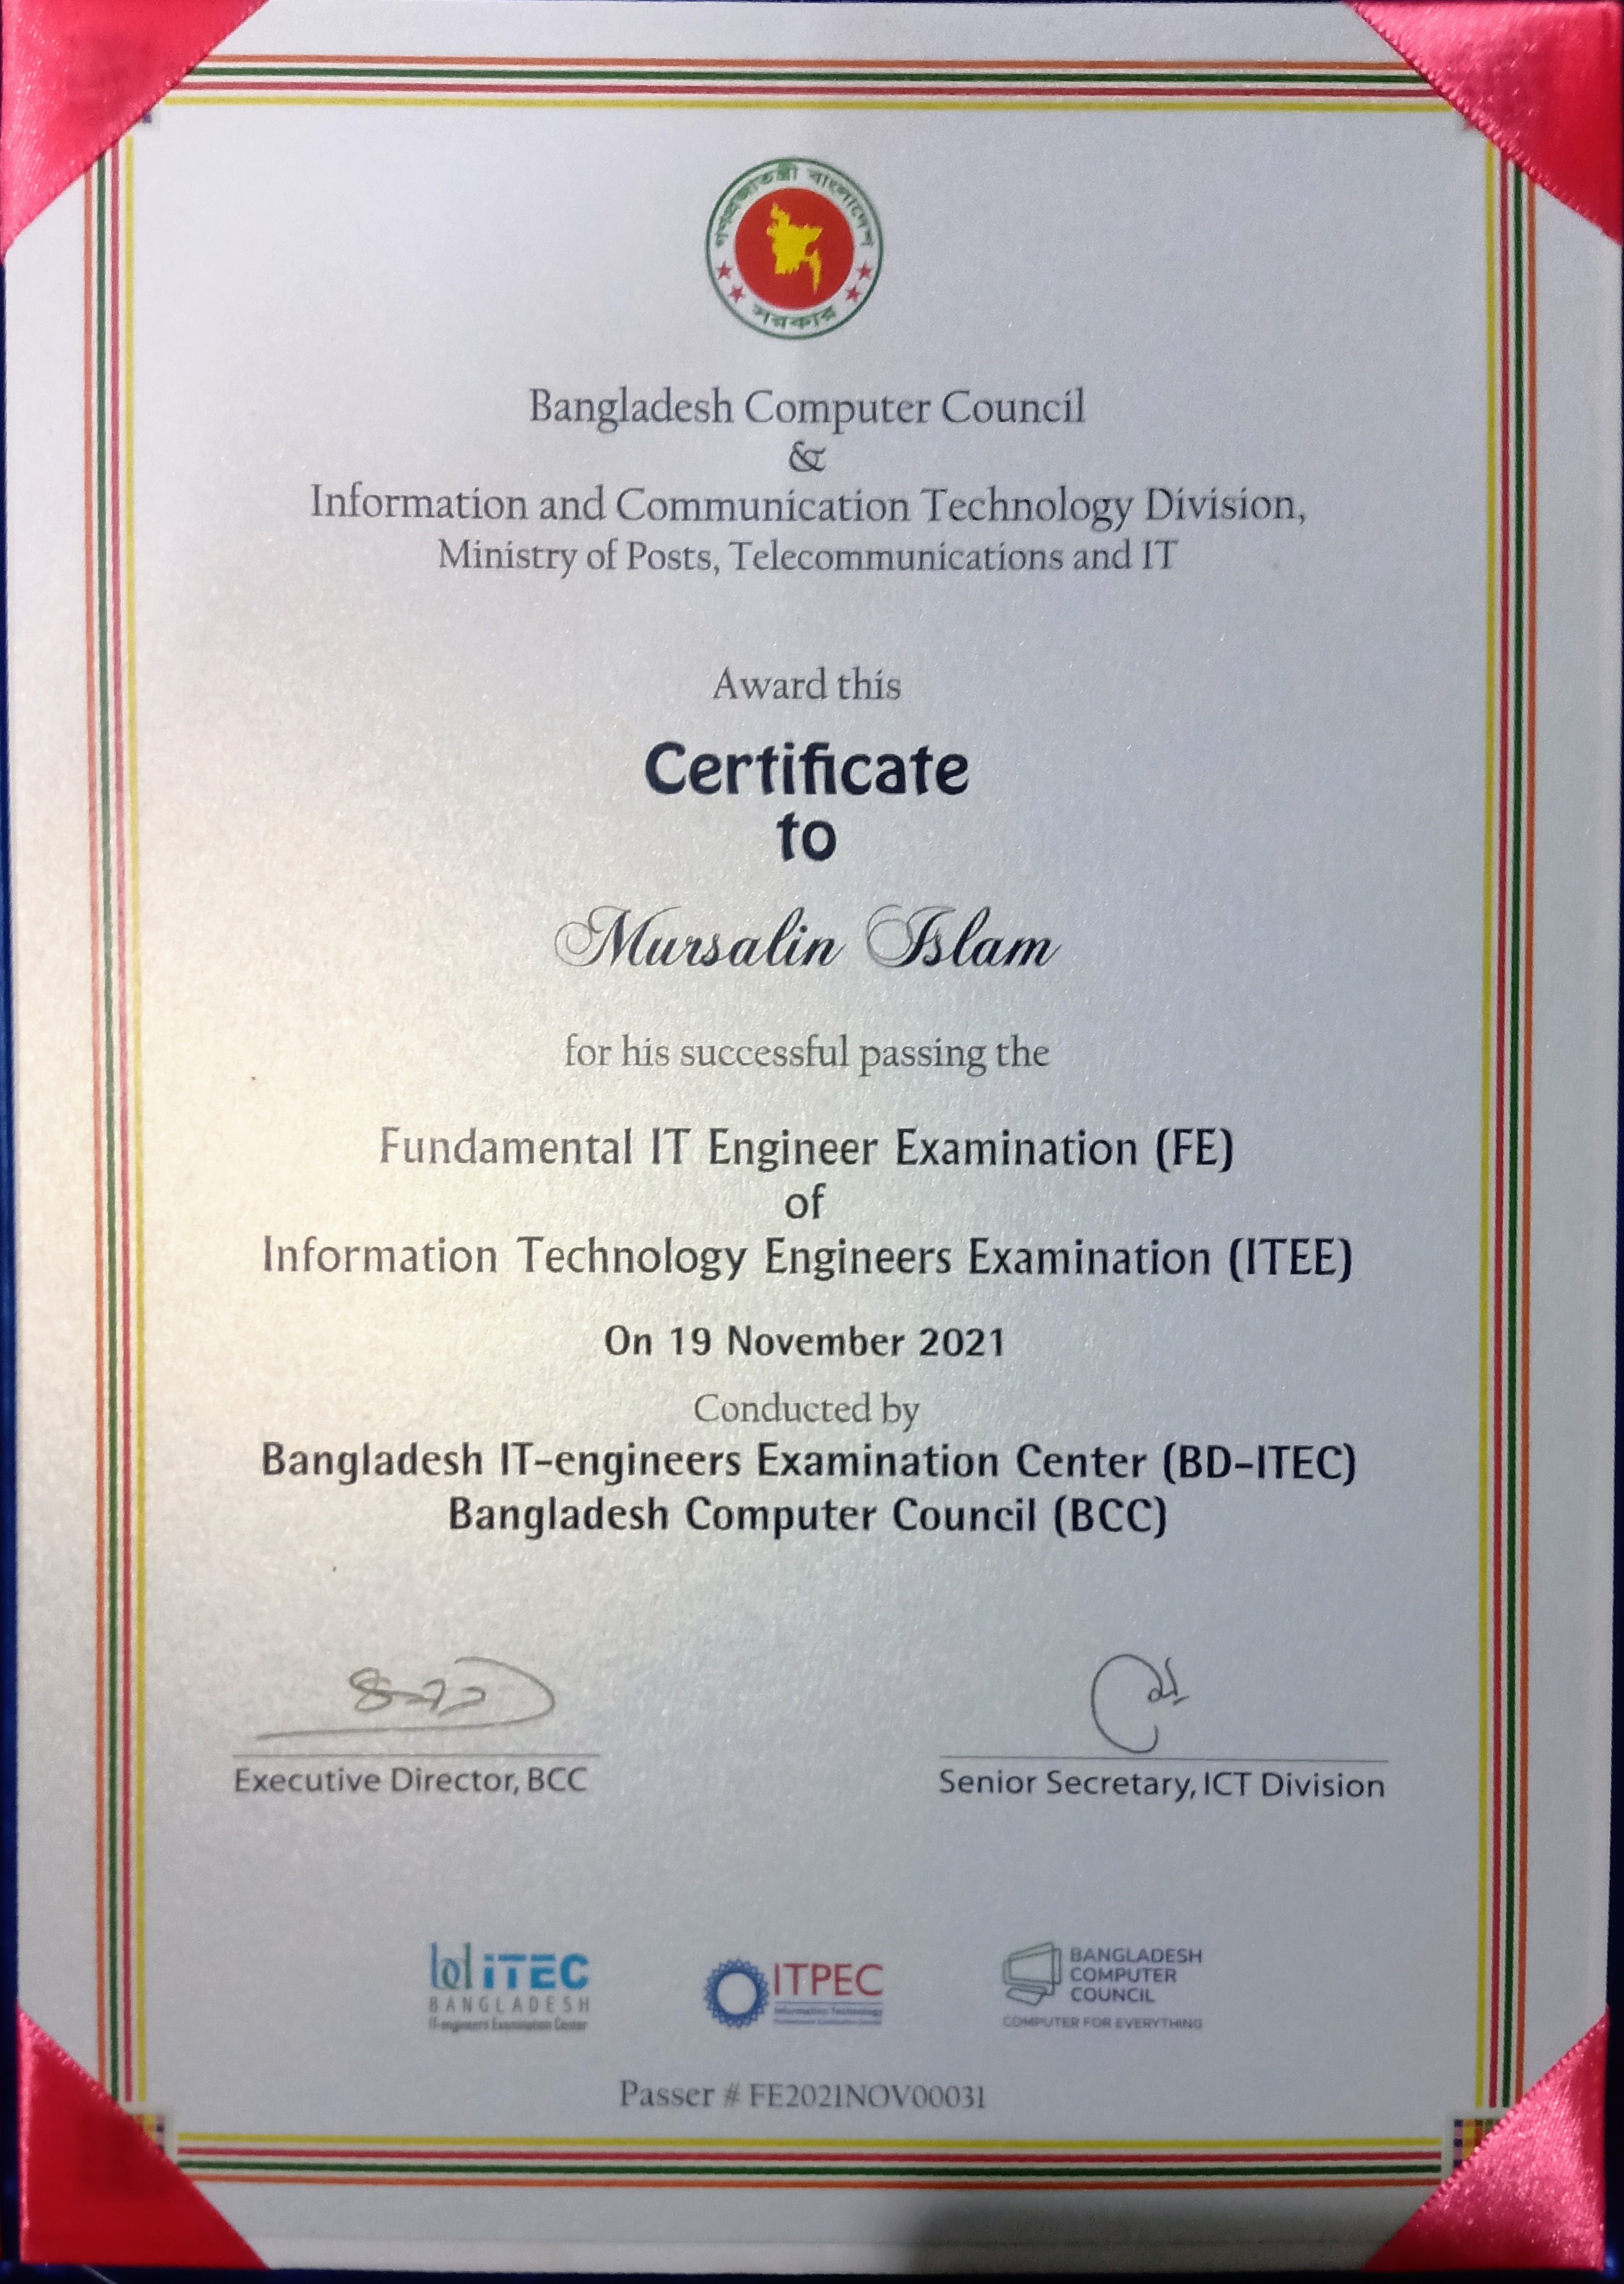 গণপ্রজাতন্ত্রী বাংলাদেশ
সরকার
Bangladesh Computer Council
&
Information and Communication Technology Division,
Ministry of Posts, Telecommunications and IT
Award this
Certificate
to
Mursalin Islam
for his successful passing the
Fundamental IT Engineer Examination (FE)
of
Information Technology Engineers Examination (ITEE)
On 19 November 2021
Conducted by
Bangladesh IT-engineers Examination Center (BD-ITEC)
Bangladesh Computer Council (BCC)
Executive Director, BCC
Senior Secretary, ICT Division
bd iTEC
BANGLADESH
IT-engineers Examination Center
ITPEC
Information Technology
BANGLADESH
COMPUTER
COUNCIL
COMPUTER FOR EVERYTHING
Passer # FE2021NOV00031